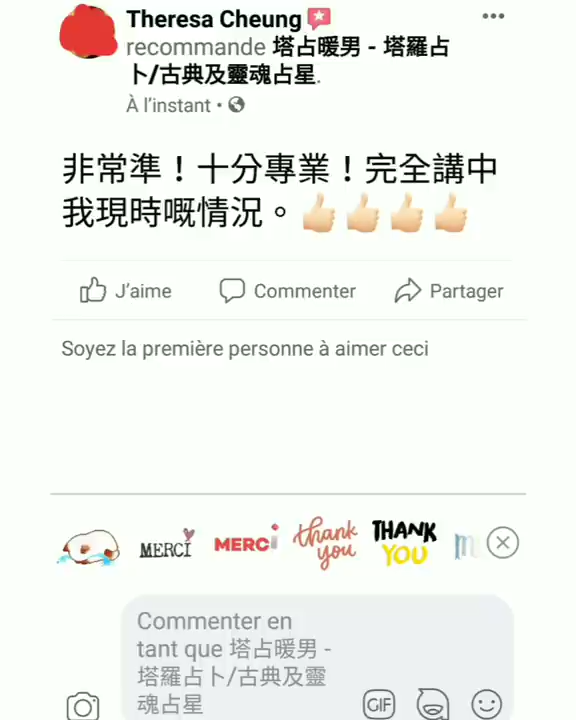 Theresa Cheung
recommande 塔占暖男 - 塔羅占
卜/古典及靈魂占星.
À l'instant •
非常準！十分專業！完全講中
我現時嘅情況。👍🏻👍🏻👍🏻👍🏻
J'aime Commenter Partager
Soyez la première personne à aimer ceci
MERCI MERCI thank you THANK YOU m
Commenter en
tant que 塔占暖男 -
塔羅占卜/古典及靈
魂占星
GIF